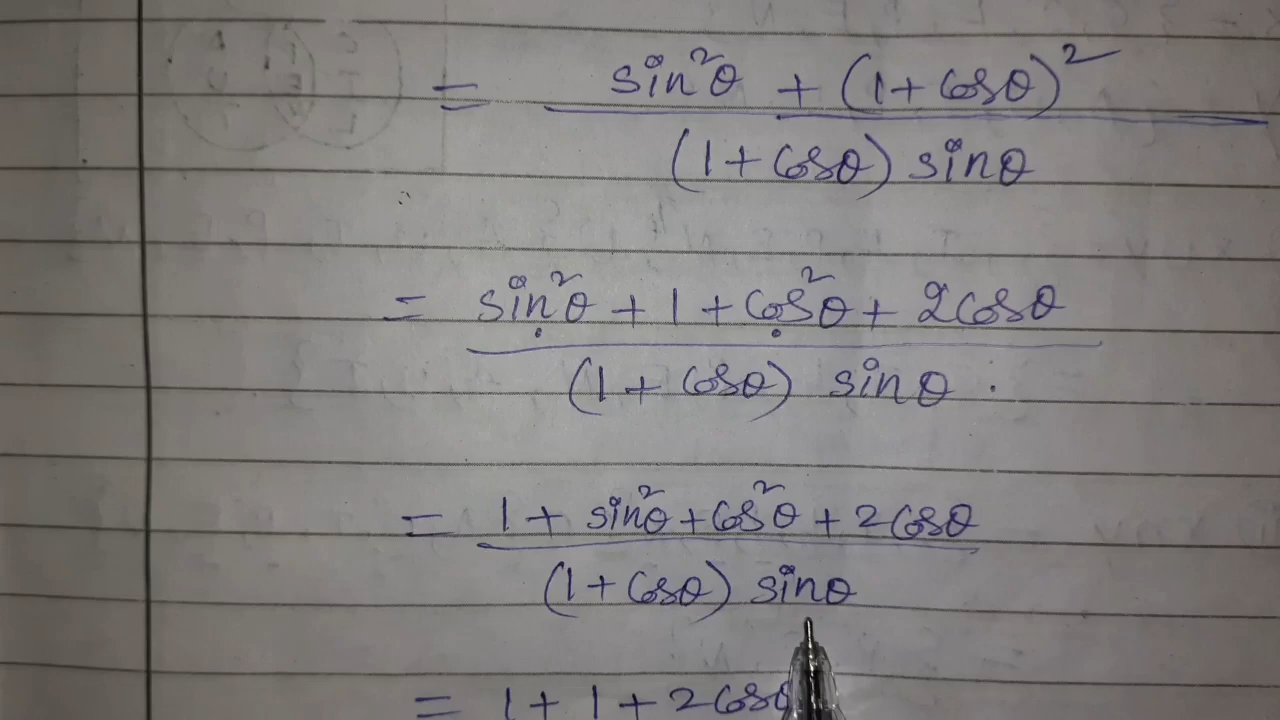 = sin²θ + (1 + cosθ)²
(1 + cosθ) sinθ
= sin²θ + 1 + cos²θ + 2cosθ
(1 + cosθ) sinθ .
= 1 + sin²θ + cos²θ + 2cosθ
(1 + cosθ) sinθ
= 1 + 1 + 2cosθ